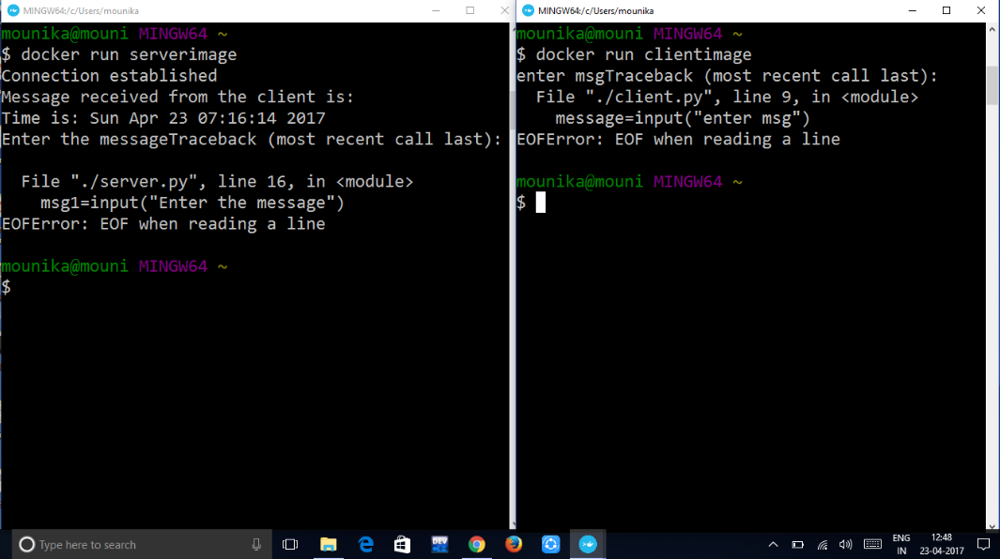 MINGW64:/c/Users/mounika
mounika@mouni MINGW64 ~
$ docker run serverimage
Connection established
Message received from the client is:
Time is: Sun Apr 23 07:16:14 2017
Enter the messageTraceback (most recent call last):
  File "./server.py", line 16, in <module>
    msg1=input("Enter the message")
EOFError: EOF when reading a line
mounika@mouni MINGW64 ~
$
MINGW64:/c/Users/mounika
mounika@mouni MINGW64 ~
$ docker run clientimage
enter msgTraceback (most recent call last):
  File "./client.py", line 9, in <module>
    message=input("enter msg")
EOFError: EOF when reading a line
mounika@mouni MINGW64 ~
$
Type here to search
DEV
ENG
IN
12:48
23-04-2017